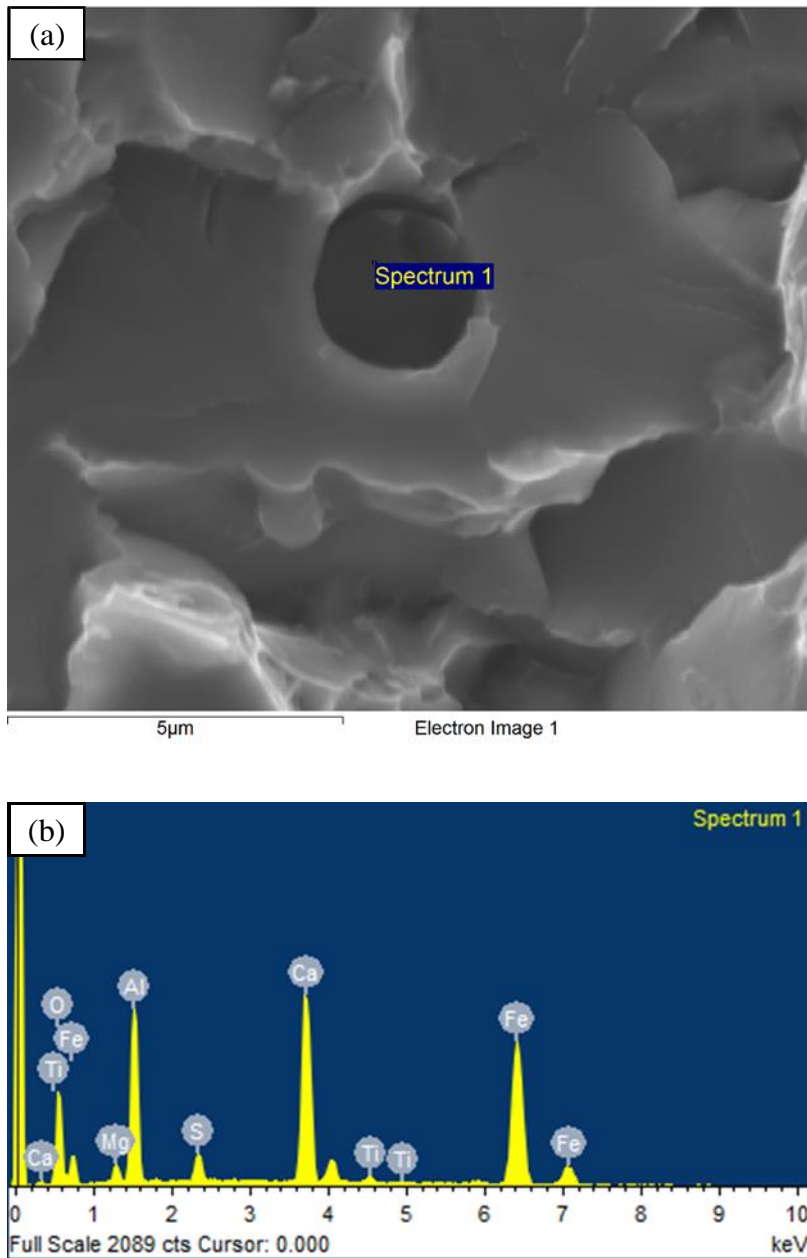 (a)
Spectrum 1
5µm
Electron Image 1
(b)
Spectrum 1
Ca
Ti
O
Fe
Mg
Al
S
Ca
Ti
Ti
Fe
Fe
0 1 2 3 4 5 6 7 8 9 10
Full Scale 2089 cts Cursor: 0.000 keV